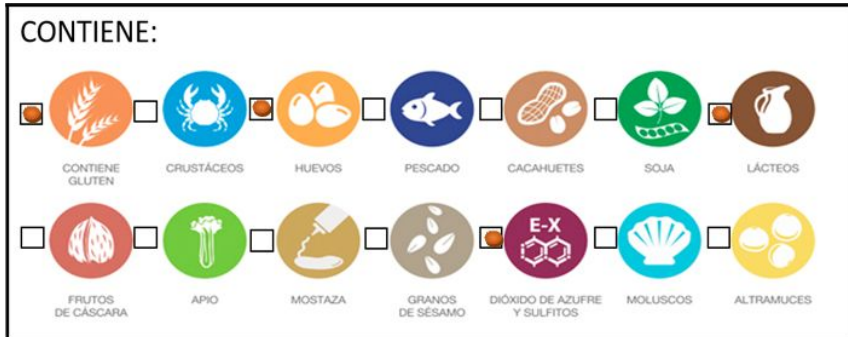 CONTIENE:
CONTIENE
GLUTEN
CRUSTÁCEOS
HUEVOS
PESCADO
CACAHUETES
SOJA
LÁCTEOS
E-X
FRUTOS
DE CÁSCARA
APIO
MOSTAZA
GRANOS
DE SÉSAMO
DIÓXIDO DE AZUFRE
Y SULFITOS
MOLUSCOS
ALTRAMUCES